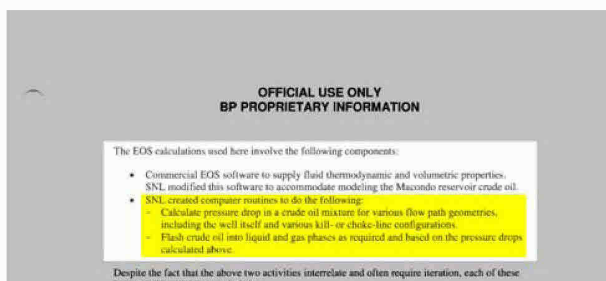 OFFICIAL USE ONLY
BP PROPRIETARY INFORMATION
The EOS calculations used here involve the following components:
• Commercial EOS software to supply fluid thermodynamic and volumetric properties.
SNL modified this software to accommodate modeling the Macondo reservoir crude oil.
• SNL created computer routines to do the following:
– Calculate pressure drop in a crude oil mixture for various flow path geometries,
including the well itself and various kill- or choke-line configurations.
– Flash crude oil into liquid and gas phases as required and based on the pressure drops
calculated above.
Despite the fact that the above two activities interrelate and often require iteration, each of these